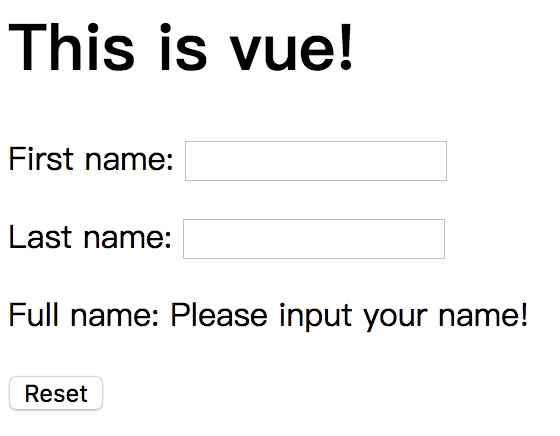 This is vue!
First name:
Last name:
Full name: Please input your name!
Reset